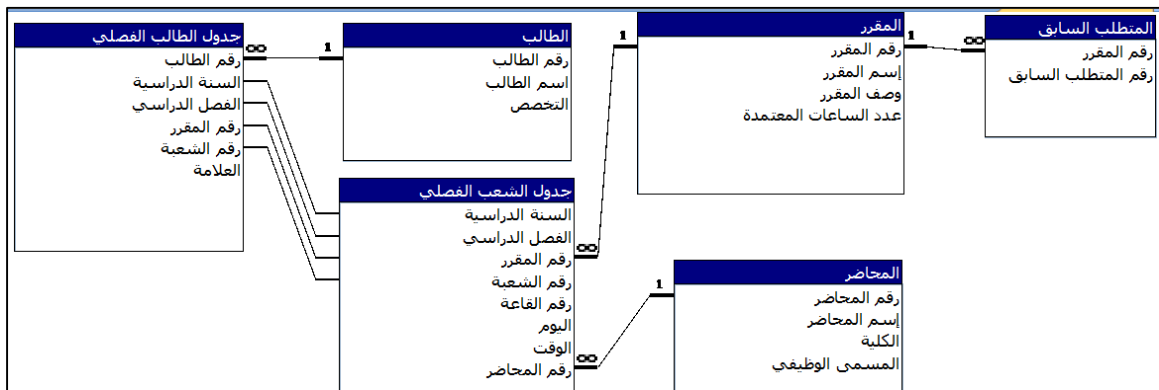 المتطلب السابق
رقم المقرر
رقم المتطلب السابق
المقرر
رقم المقرر
إسم المقرر
وصف المقرر
عدد الساعات المعتمدة
الطالب
رقم الطالب
اسم الطالب
التخصص
جدول الطالب الفصلي
رقم الطالب
السنة الدراسية
الفصل الدراسي
رقم المقرر
رقم الشعبة
العلامة
جدول الشعب الفصلي
السنة الدراسية
الفصل الدراسي
رقم المقرر
رقم الشعبة
رقم القاعة
اليوم
الوقت
رقم المحاضر
المحاضر
رقم المحاضر
إسم المحاضر
الكلية
المسمى الوظيفي
∞
1
1
∞
1
∞
1
∞